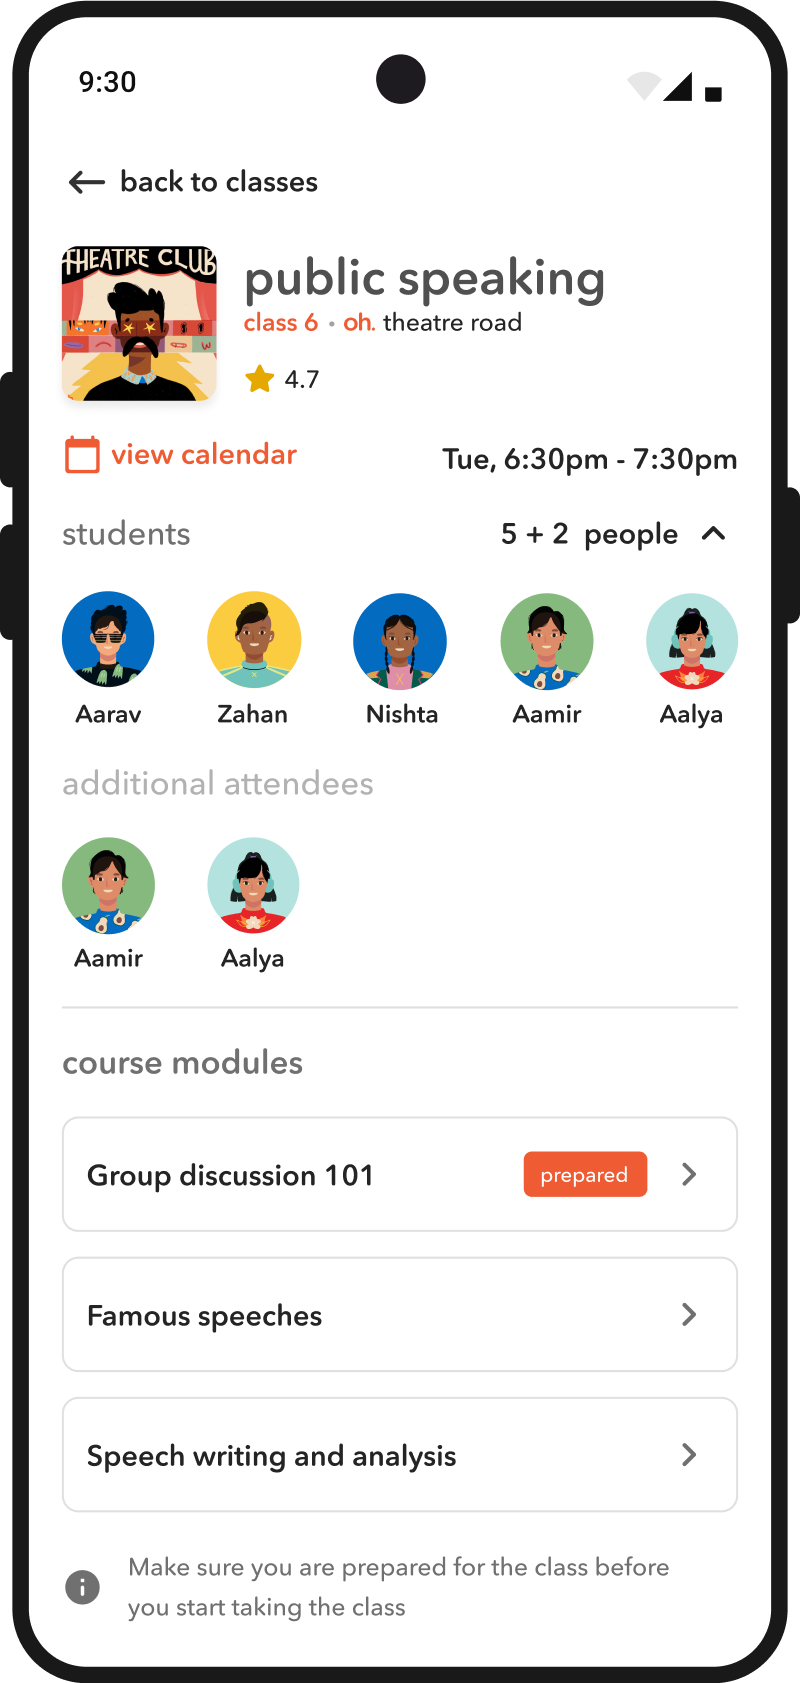 9:30
back to classes
THEATRE CLUB
public speaking
class 6 • oh. theatre road
4.7
view calendar
Tue, 6:30pm - 7:30pm
students
5 + 2 people
Aarav
Zahan
Nishta
Aamir
Aalya
additional attendees
Aamir
Aalya
course modules
Group discussion 101
prepared
Famous speeches
Speech writing and analysis
Make sure you are prepared for the class before
you start taking the class